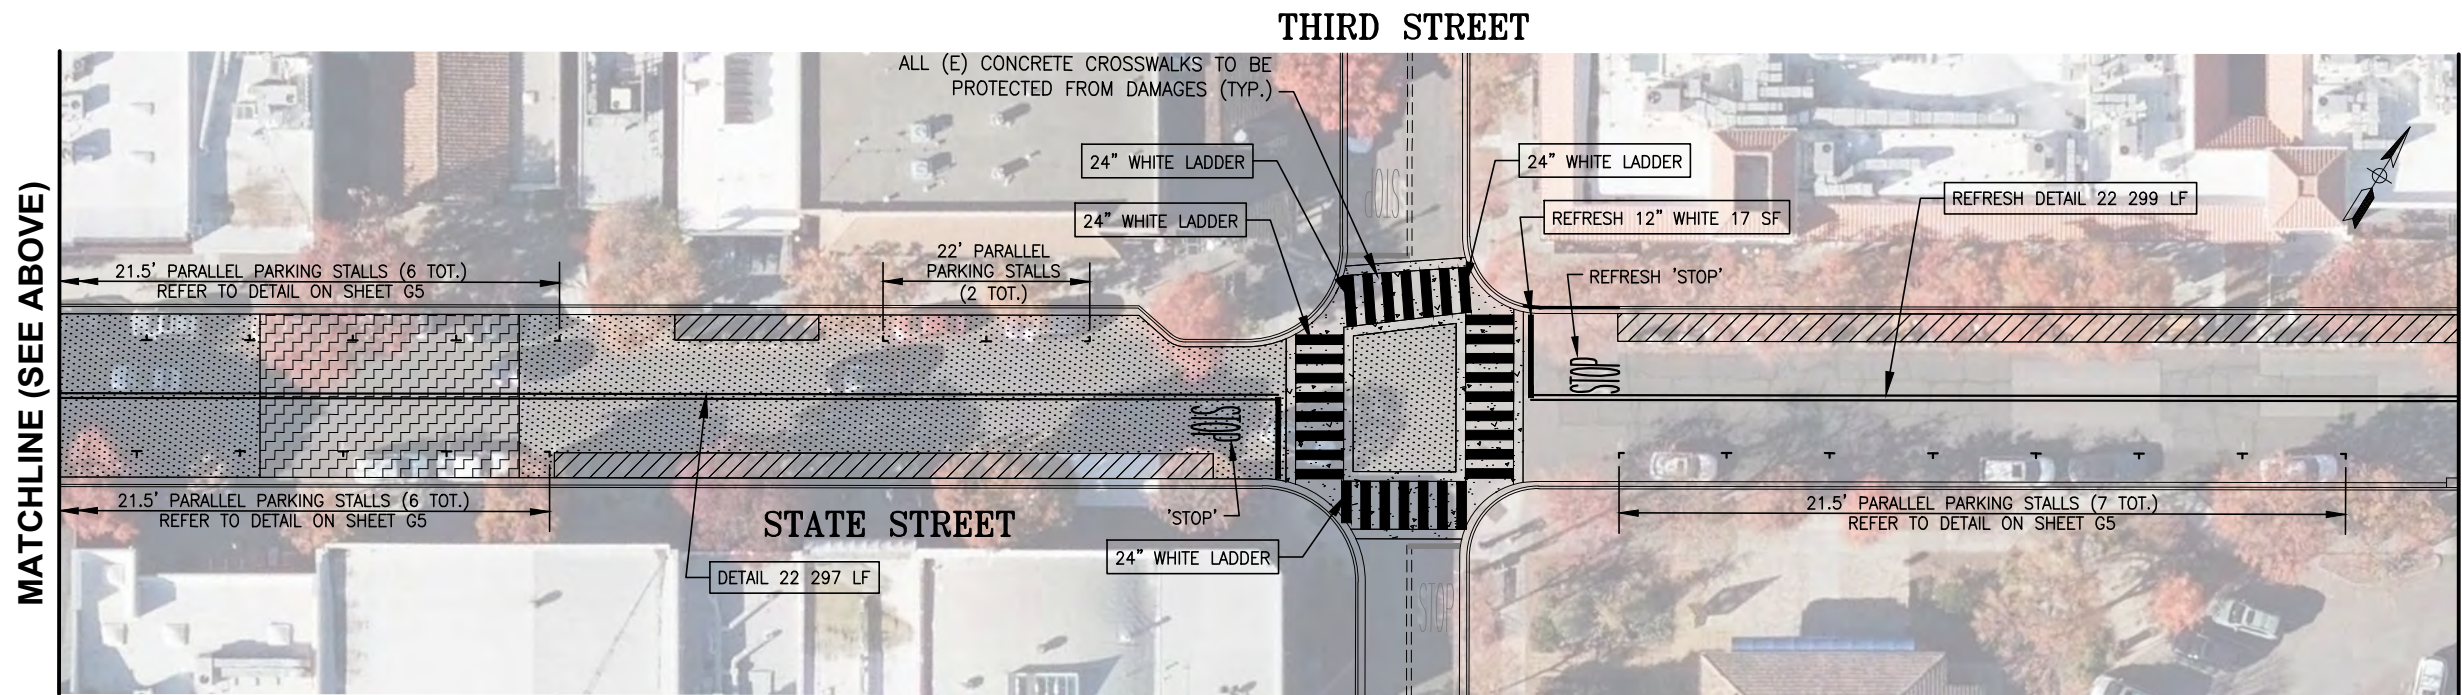 THIRD STREET
ALL (E) CONCRETE CROSSWALKS TO BE
PROTECTED FROM DAMAGES (TYP.)
24" WHITE LADDER
24" WHITE LADDER
24" WHITE LADDER
REFRESH 12" WHITE 17 SF
REFRESH DETAIL 22 299 LF
REFRESH 'STOP'
STOP
22' PARALLEL
PARKING STALLS
(2 TOT.)
21.5' PARALLEL PARKING STALLS (6 TOT.)
REFER TO DETAIL ON SHEET G5
MATCHLINE (SEE ABOVE)
STOP
STOP
21.5' PARALLEL PARKING STALLS (6 TOT.)
REFER TO DETAIL ON SHEET G5
STATE STREET
'STOP'
21.5' PARALLEL PARKING STALLS (7 TOT.)
REFER TO DETAIL ON SHEET G5
24" WHITE LADDER
DETAIL 22 297 LF
STOP